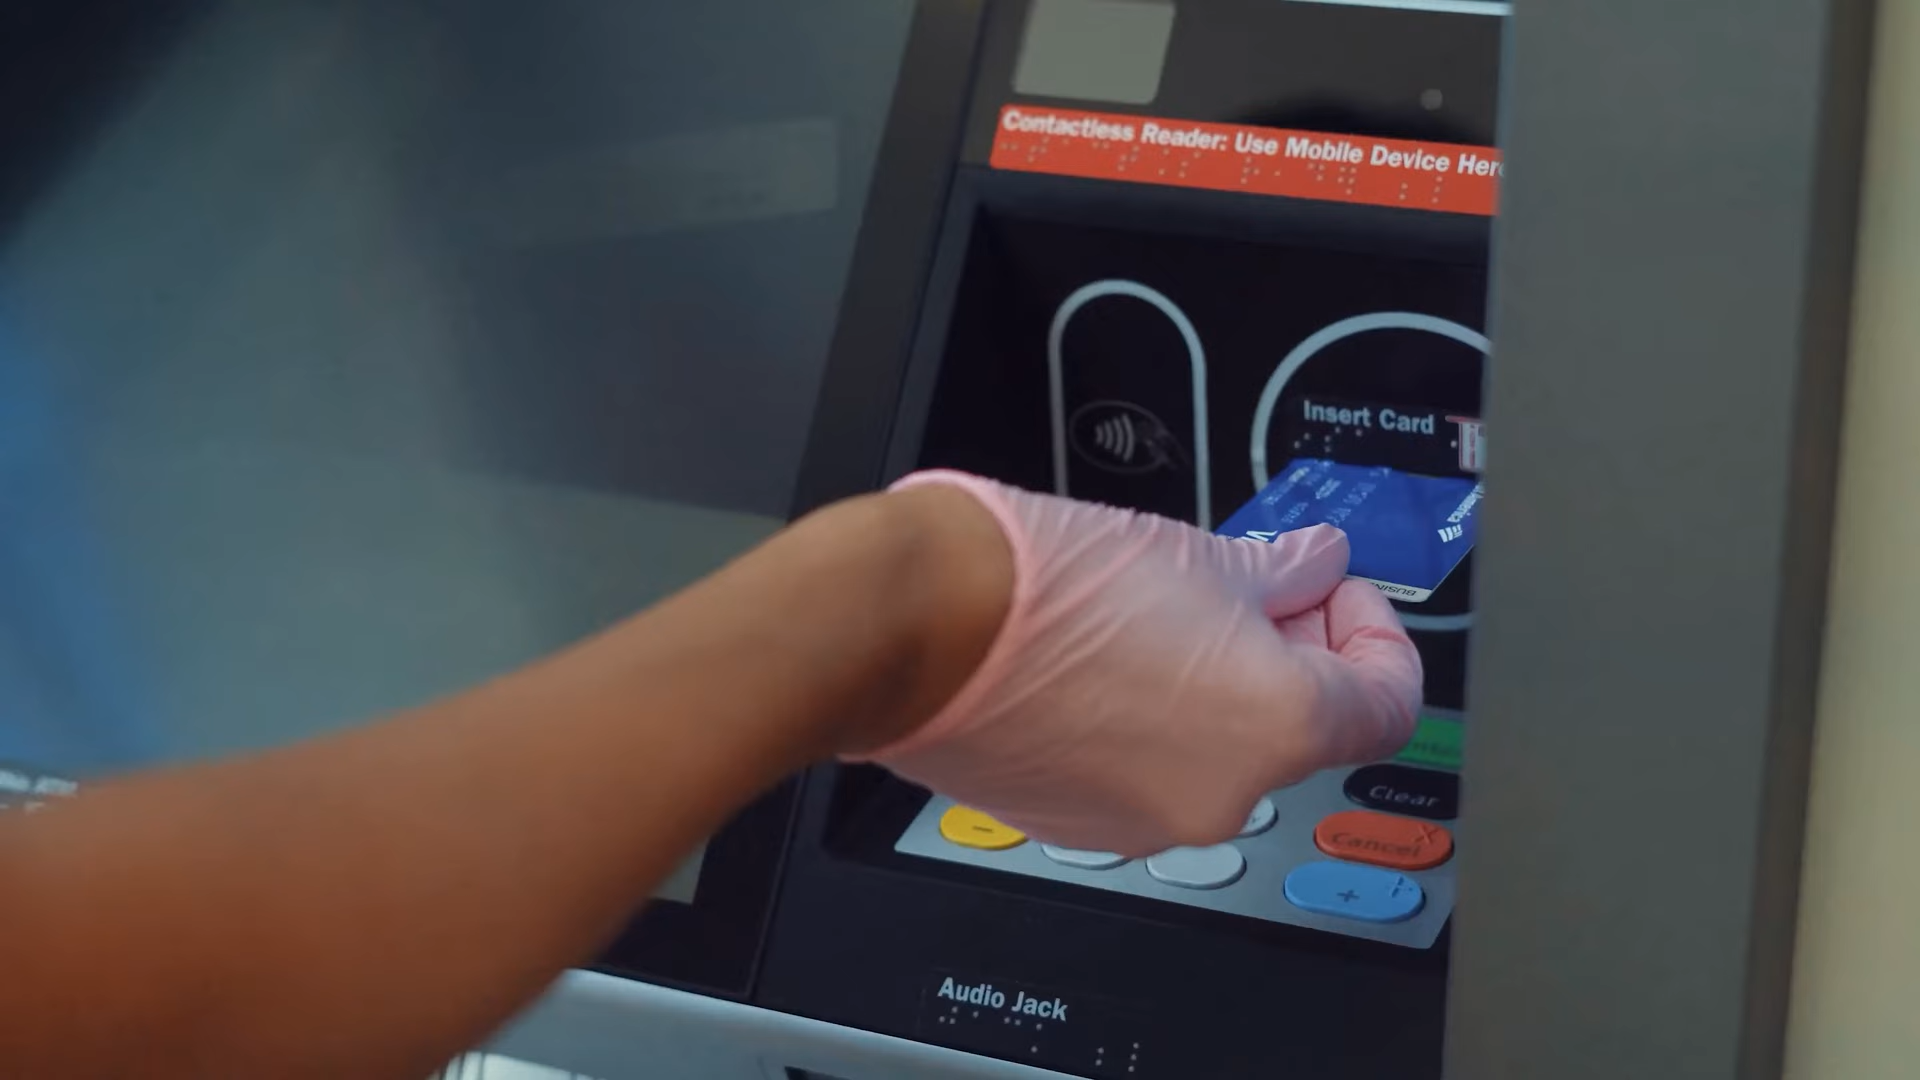 Contactless Reader: Use Mobile Device Here
Insert Card
Clear
Cancel
-
+
Audio Jack